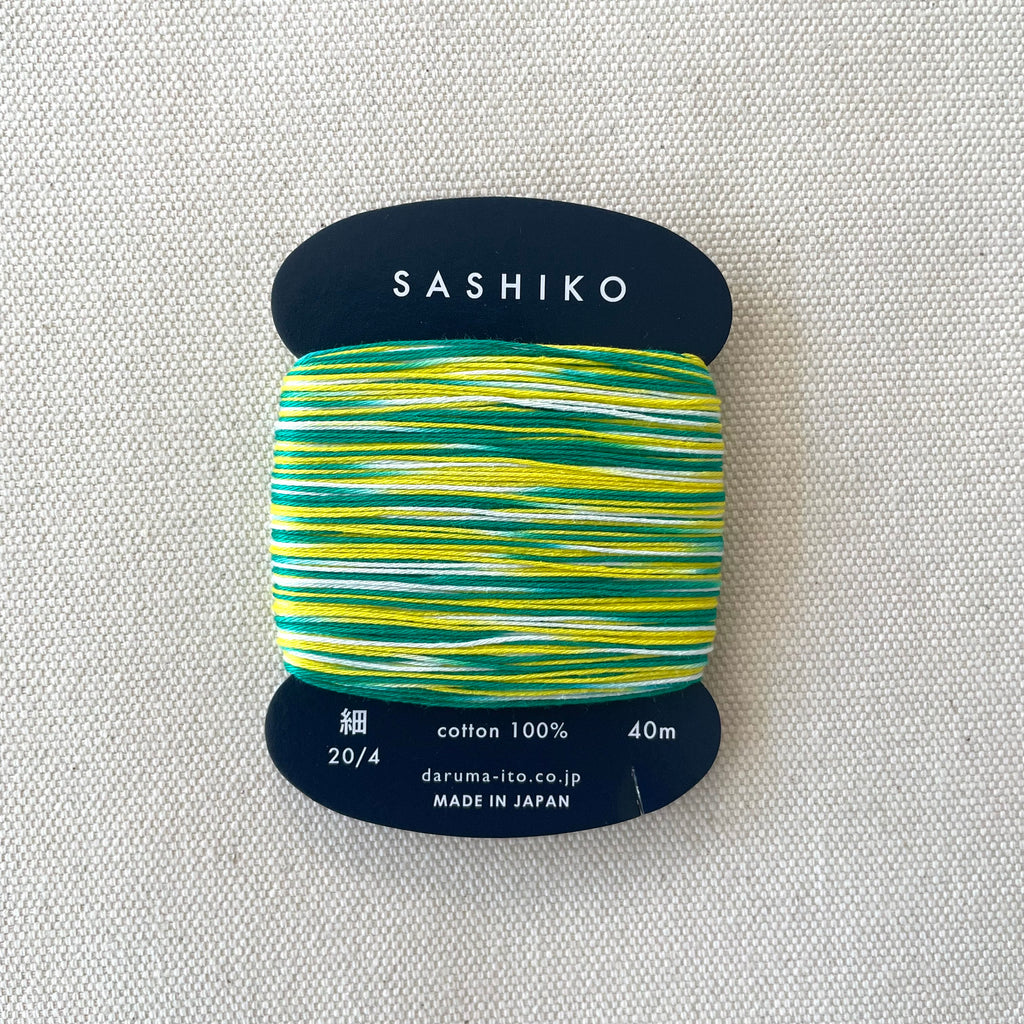 SASHIKO
細 cotton 100% 40m
20/4
daruma-ito.co.jp
MADE IN JAPAN